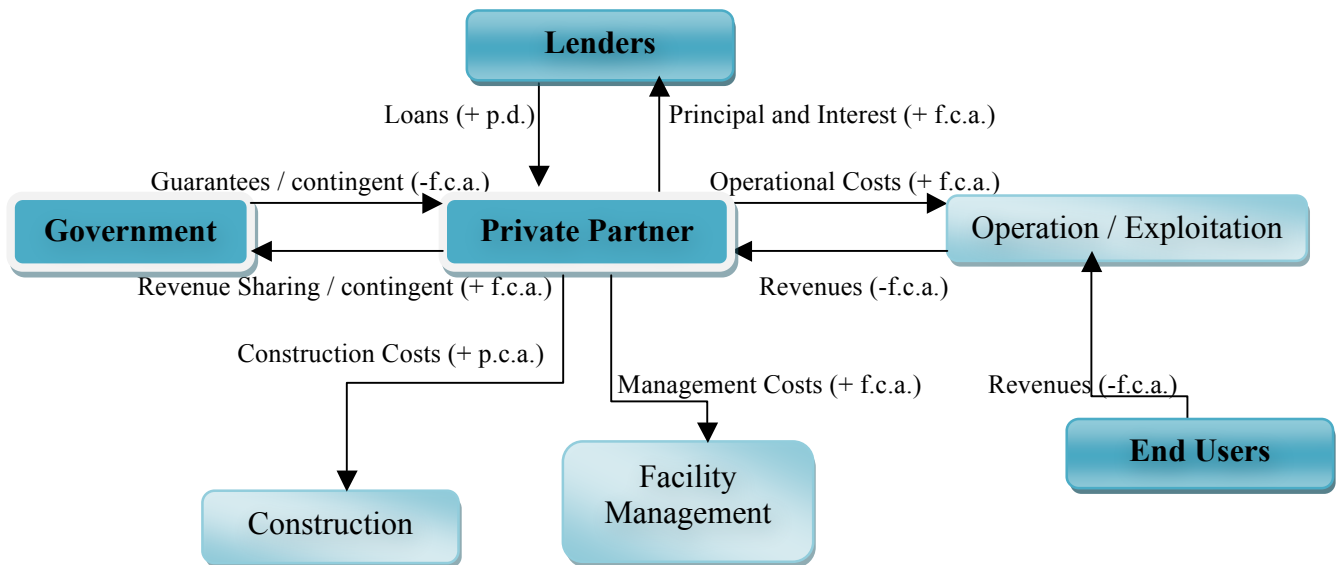 Lenders
Loans (+ p.d.)
Principal and Interest (+ f.c.a.)
Guarantees / contingent (-f.c.a.)
Operational Costs (+ f.c.a.)
Government
Private Partner
Operation / Exploitation
Revenue Sharing / contingent (+ f.c.a.)
Revenues (-f.c.a.)
Construction Costs (+ p.c.a.)
Management Costs (+ f.c.a.)
Revenues (-f.c.a.)
End Users
Facility
Management
Construction